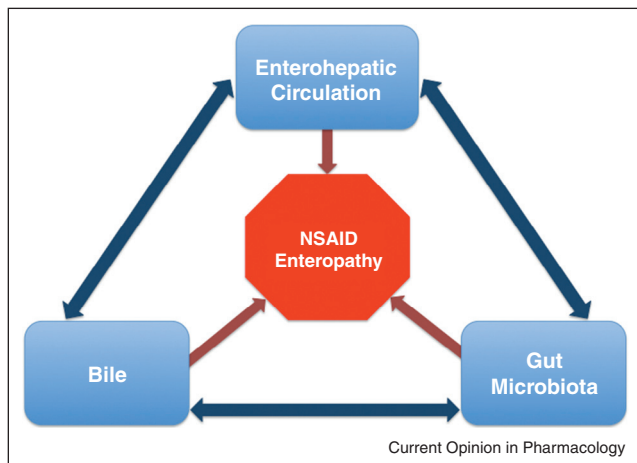 Enterohepatic
Circulation
NSAID
Enteropathy
Bile
Gut
Microbiota
Current Opinion in Pharmacology